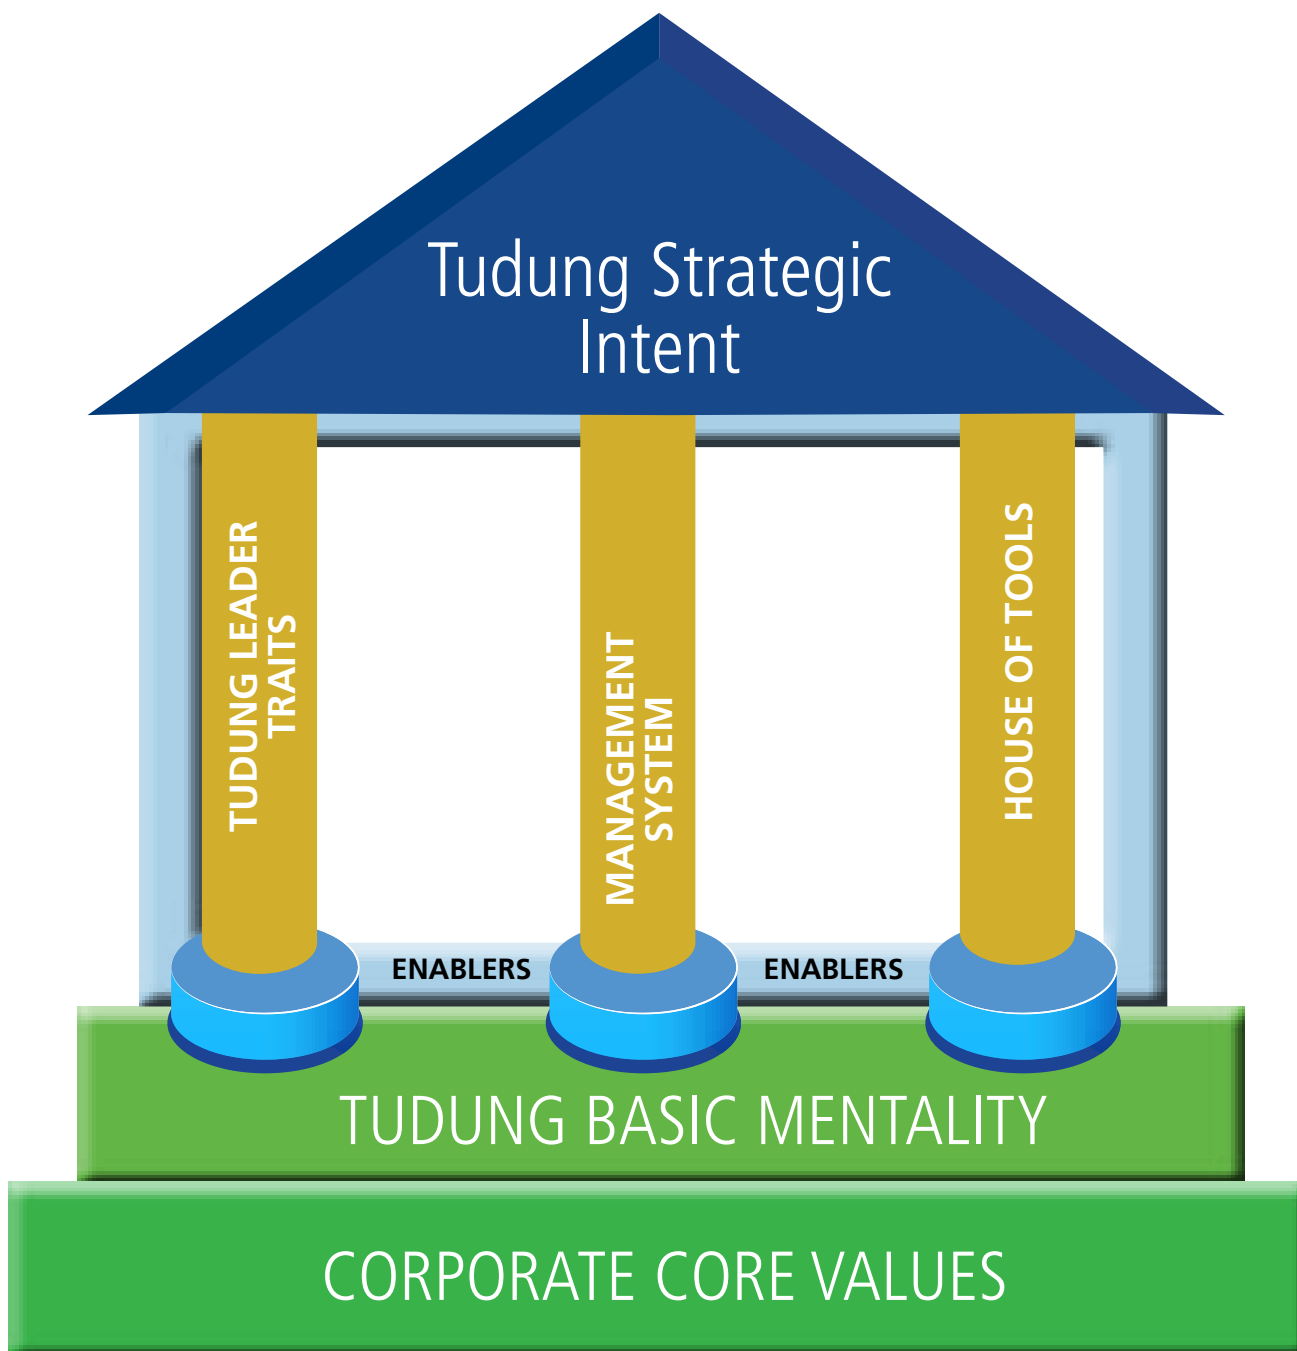 Tudung Strategic
Intent
TUDUNG LEADER
TRAITS
MANAGEMENT
SYSTEM
HOUSE OF TOOLS
ENABLERS
ENABLERS
TUDUNG BASIC MENTALITY
CORPORATE CORE VALUES